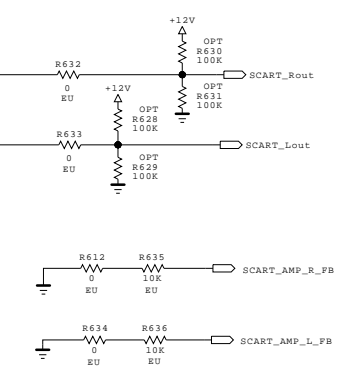 +12V
OPT
R630
100K
R632
0
EU
SCART_Rout
+12V
OPT
R631
100K
OPT
R628
100K
R633
0
EU
SCART_Lout
OPT
R629
100K
R612
0
EU
R635
10K
EU
SCART_AMP_R_FB
R634
0
EU
R636
10K
EU
SCART_AMP_L_FB